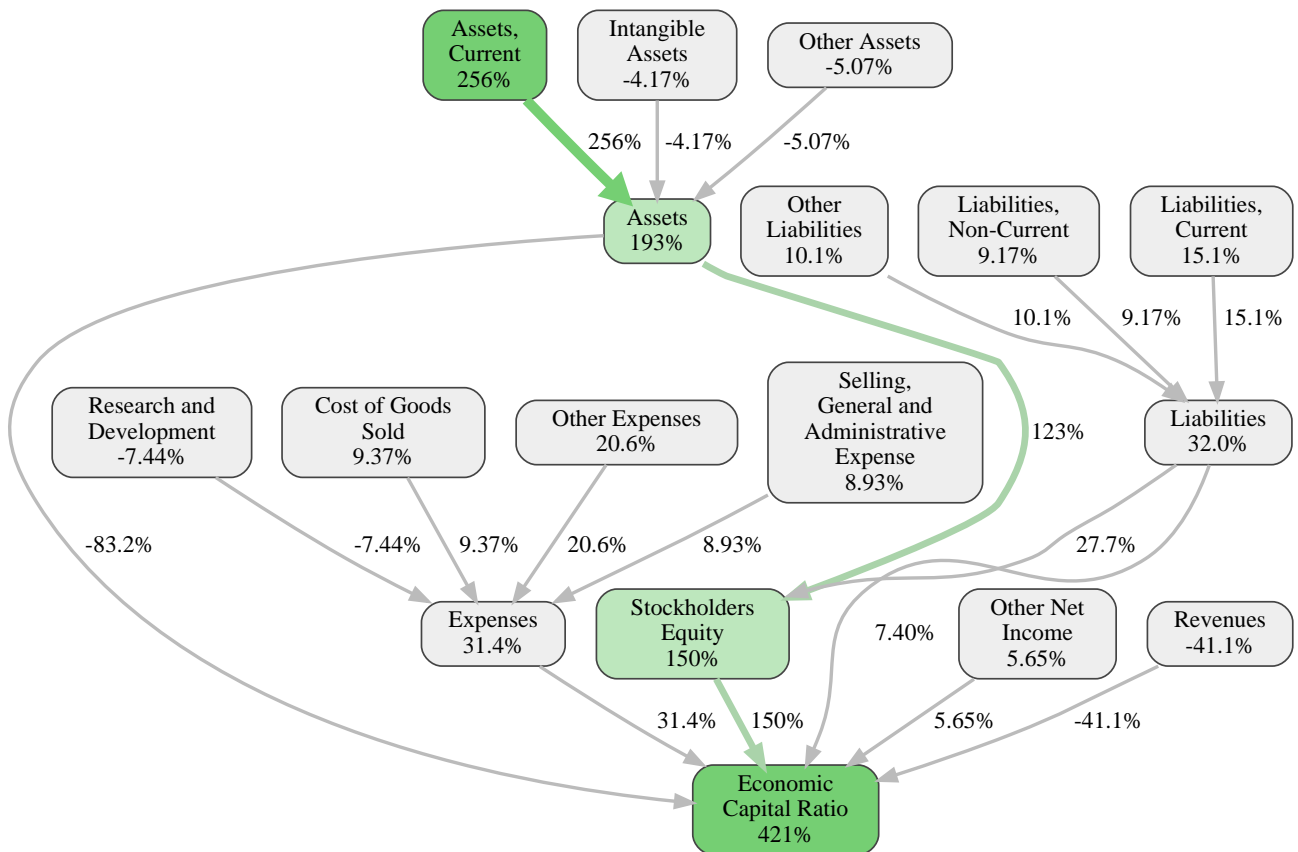 Assets,
Current
256%
Intangible
Assets
-4.17%
Other Assets
-5.07%
256%
-4.17%
-5.07%
Assets
193%
Other
Liabilities
10.1%
Liabilities,
Non-Current
9.17%
Liabilities,
Current
15.1%
10.1%
9.17%
15.1%
Research and
Development
-7.44%
Cost of Goods
Sold
9.37%
Other Expenses
20.6%
Selling,
General and
Administrative
Expense
8.93%
123%
Liabilities
32.0%
-83.2%
-7.44%
9.37%
20.6%
8.93%
27.7%
Expenses
31.4%
Stockholders
Equity
150%
7.40%
Other Net
Income
5.65%
Revenues
-41.1%
31.4%
150%
5.65%
-41.1%
Economic
Capital Ratio
421%